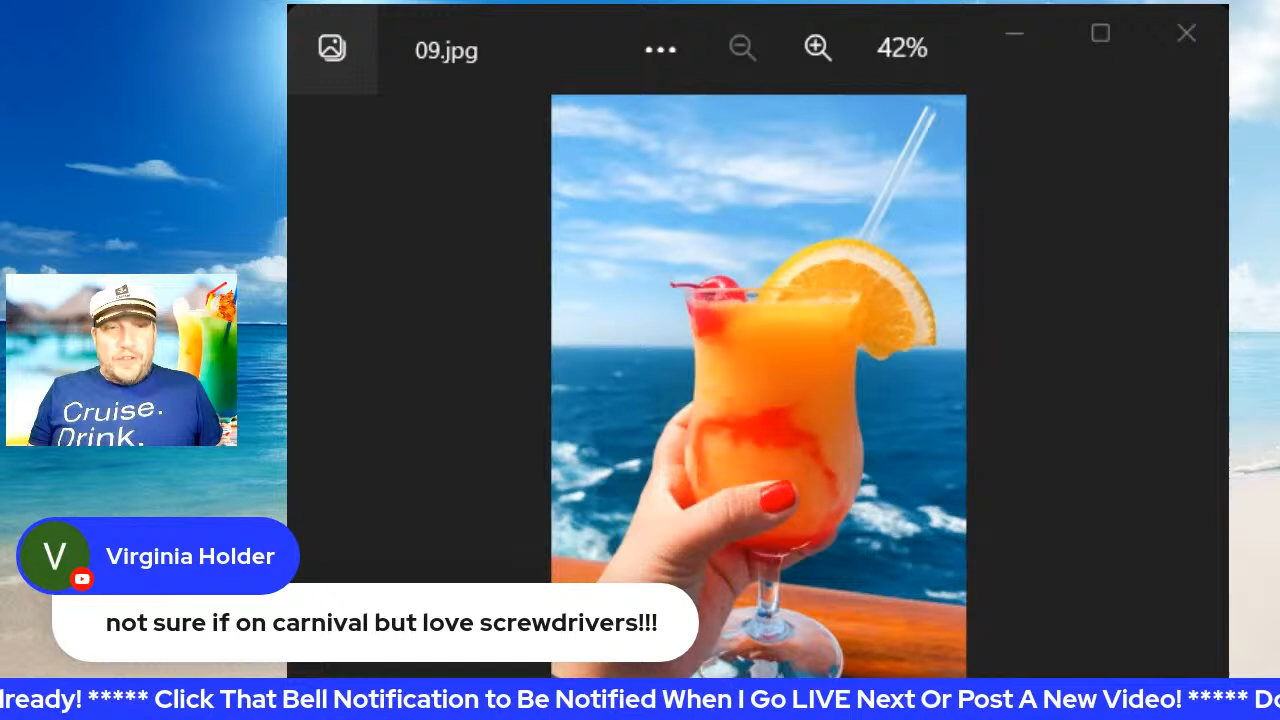 09.jpg
42%
Cruise.
Drink.
V
Virginia Holder
not sure if on carnival but love screwdrivers!!!
lready! ***** Click That Bell Notification to Be Notified When I Go LIVE Next Or Post A New Video! ***** Do